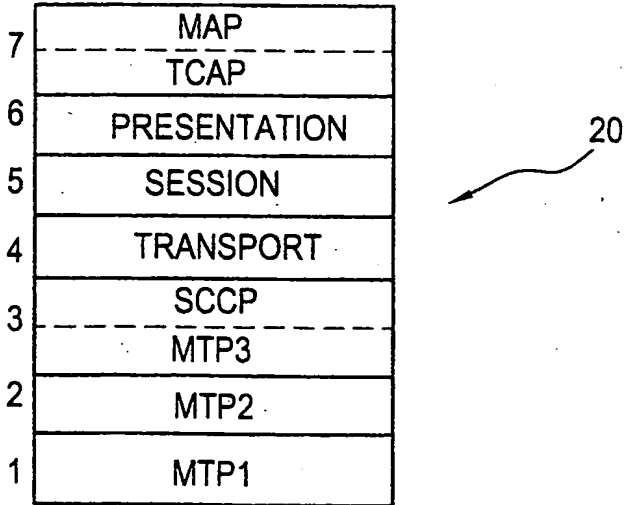 7
MAP
TCAP
6
PRESENTATION
20
5
SESSION
4
TRANSPORT
3
SCCP
MTP3
2
MTP2
1
MTP1